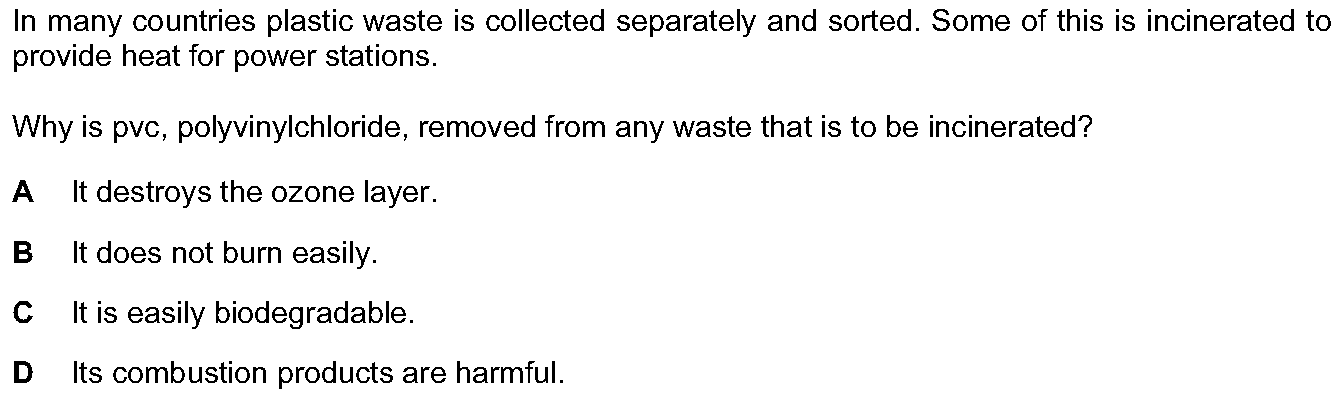 In many countries plastic waste is collected separately and sorted. Some of this is incinerated to
provide heat for power stations.
Why is pvc, polyvinylchloride, removed from any waste that is to be incinerated?
A It destroys the ozone layer.
B It does not burn easily.
C It is easily biodegradable.
D Its combustion products are harmful.